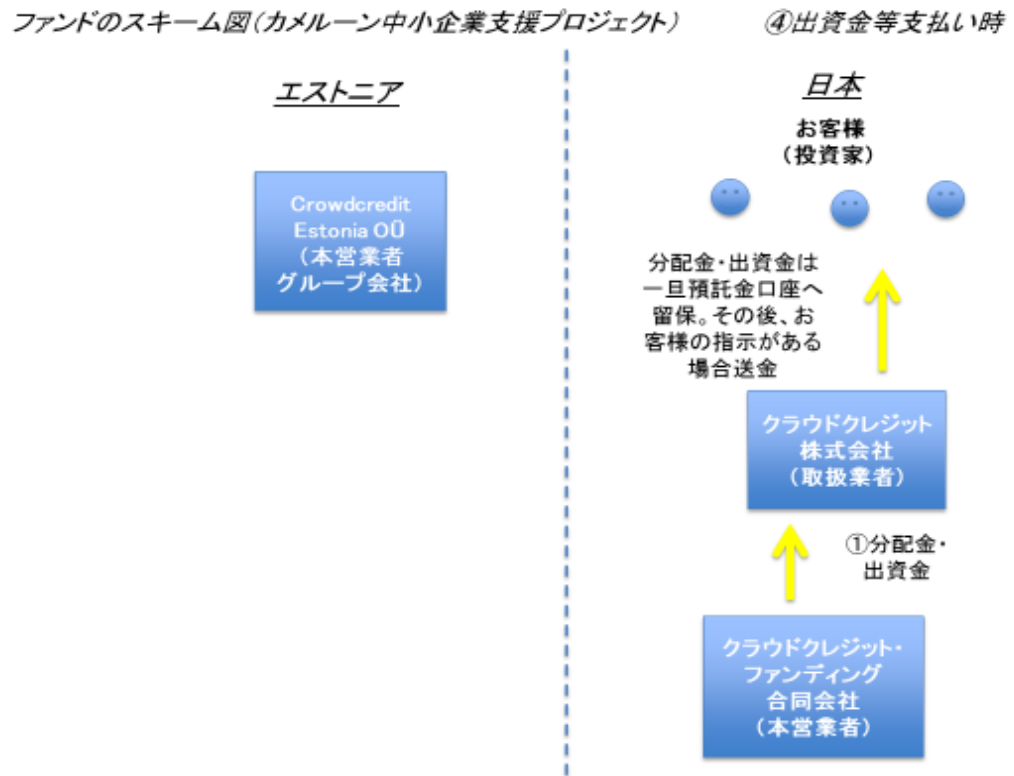 ファンドのスキーム図(カメルーン中小企業支援プロジェクト)
④出資金等支払い時
エストニア
日本
お客様
(投資家)
Crowdcredit
Estonia OÜ
(本営業者
グループ会社)
分配金・出資金は
一旦預託金口座へ
留保。その後、お
客様の指示がある
場合送金
クラウドクレジット
株式会社
(取扱業者)
①分配金・
出資金
クラウドクレジット・
ファンディング
合同会社
(本営業者)